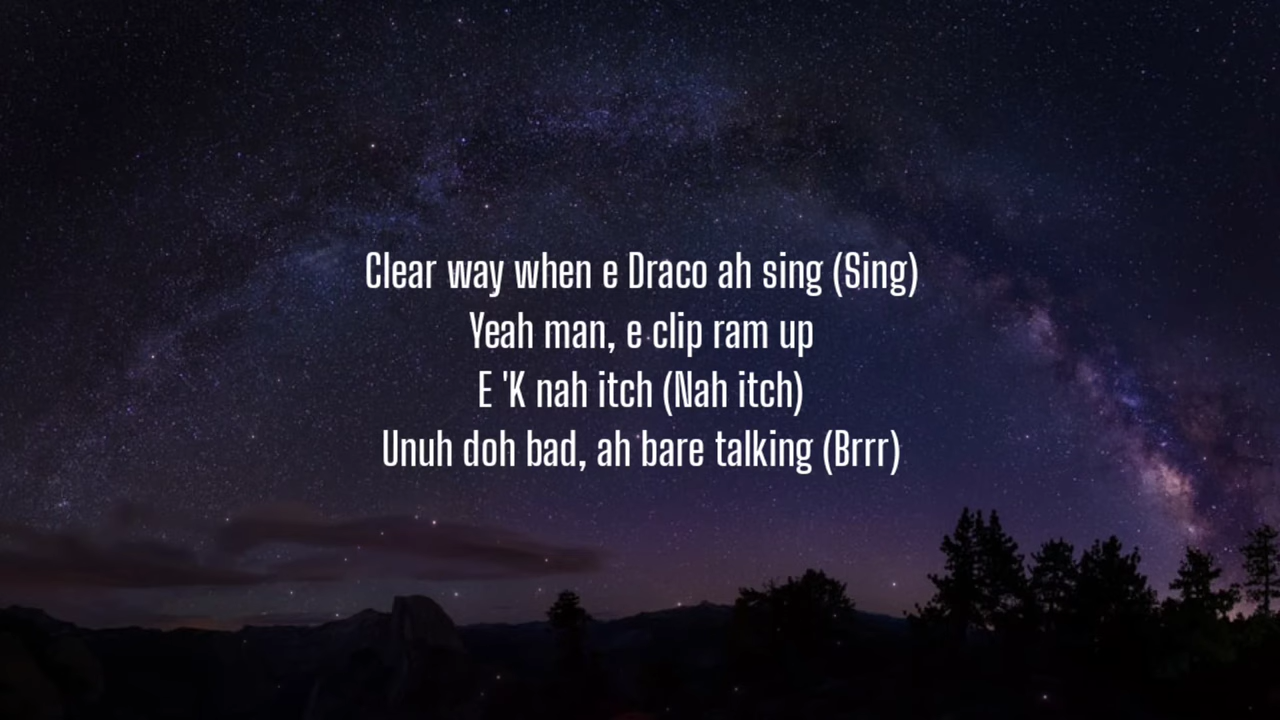 Clear way when e Draco ah sing (Sing)
Yeah man, e clip ram up
E 'K nah itch (Nah itch)
Unuh doh bad, ah bare talking (Brrr)